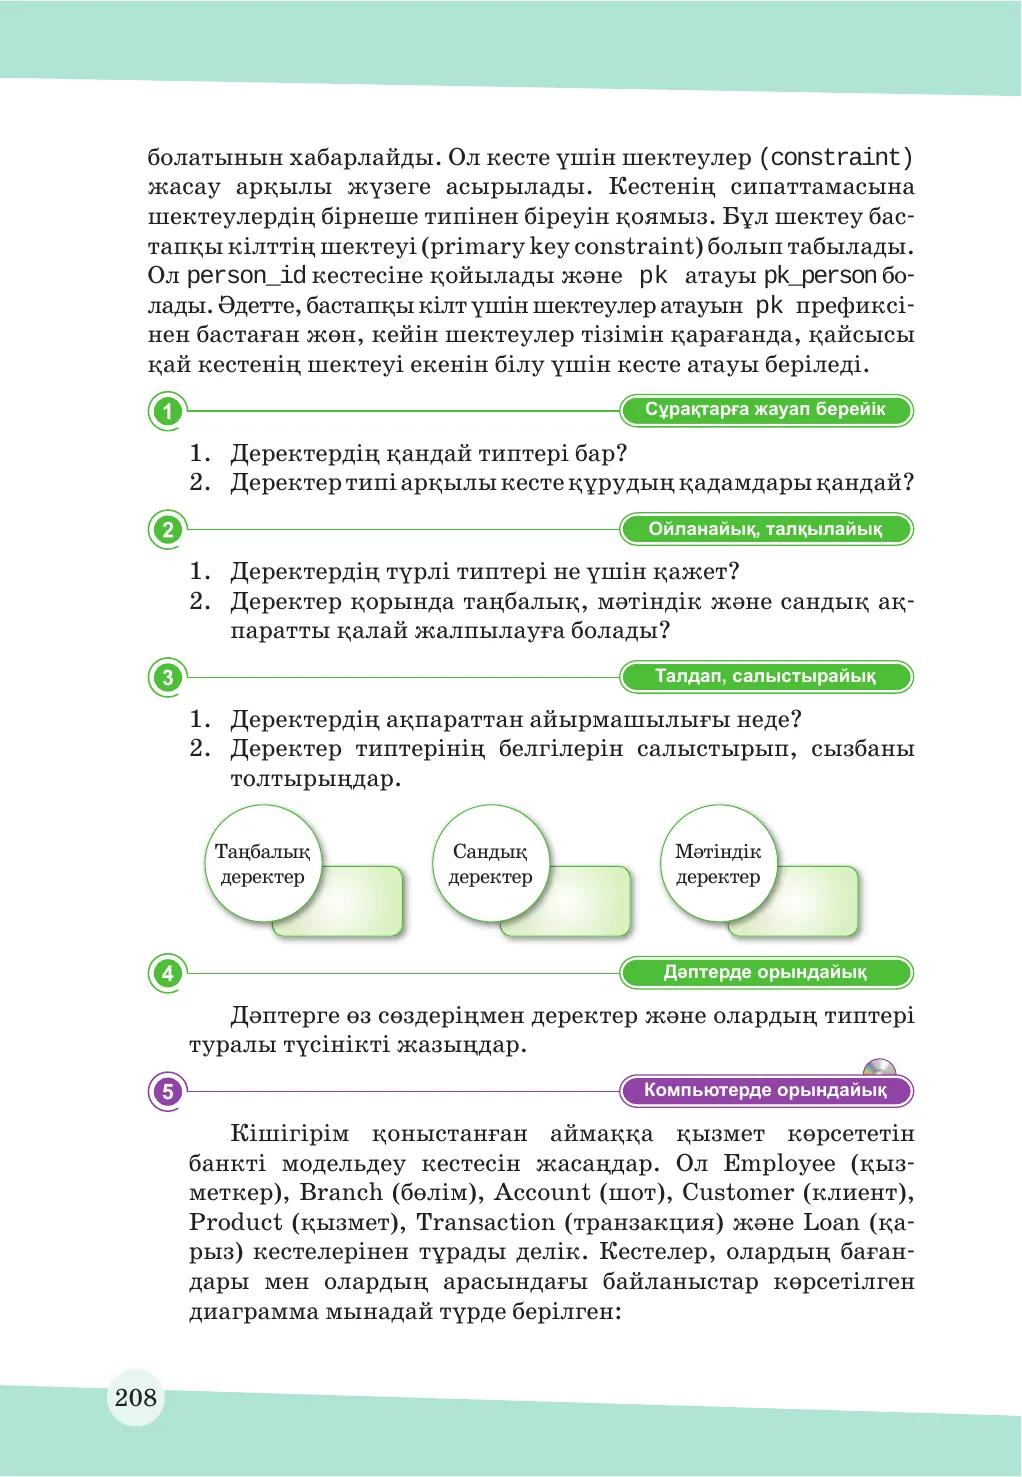 болатынын хабарлайды. Ол кесте үшін шектеулер (constraint)
жасау арқылы жүзеге асырылады. Кестенің сипаттамасына
шектеулердің бірнеше типінен біреуін қоямыз. Бұл шектеу бас-
тапқы кілттің шектеуі (primary key constraint) болып табылады.
Ол person_id кестесіне қойылады және pk атауы pk_person бо-
лады. Әдетте, бастапқы кілт үшін шектеулер атауын pk префиксі-
нен бастаған жөн, кейін шектеулер тізімін қарағанда, қайсысы
қай кестенің шектеуі екенін білу үшін кесте атауы беріледі.
1 Сұрақтарға жауап берейік
1. Деректердің қандай типтері бар?
2. Деректер типі арқылы кесте құрудың қадамдары қандай?
2 Ойланайық, талқылайық
1. Деректердің түрлі типтері не үшін қажет?
2. Деректер қорында таңбалық, мәтіндік және сандық ақ-
паратты қалай жалпылауға болады?
3 Талдап, салыстырайық
1. Деректердің ақпараттан айырмашылығы неде?
2. Деректер типтерінің белгілерін салыстырып, сызбаны
толтырыңдар.
Таңбалық
деректер
Сандық
деректер
Мәтіндік
деректер
4 Дәптерде орындайық
Дәптерге өз сөздеріңмен деректер және олардың типтері
туралы түсінікті жазыңдар.
5 Компьютерде орындайық
Кішігірім қоныстанған аймаққа қызмет көрсететін
банкті модельдеу кестесін жасаңдар. Ол Employee (қыз-
меткер), Branch (бөлім), Account (шот), Customer (клиент),
Product (қызмет), Transaction (транзакция) және Loan (қа-
рыз) кестелерінен тұрады делік. Кестелер, олардың баған-
дары мен олардың арасындағы байланыстар көрсетілген
диаграмма мынадай түрде берілген:
208